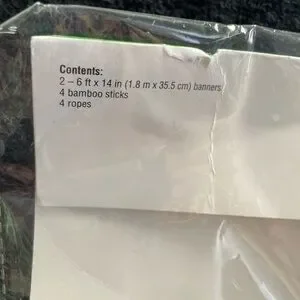 Contents:
2 – 6 ft x 14 in (1.8 m x 35.5 cm) banners
4 bamboo sticks
4 ropes